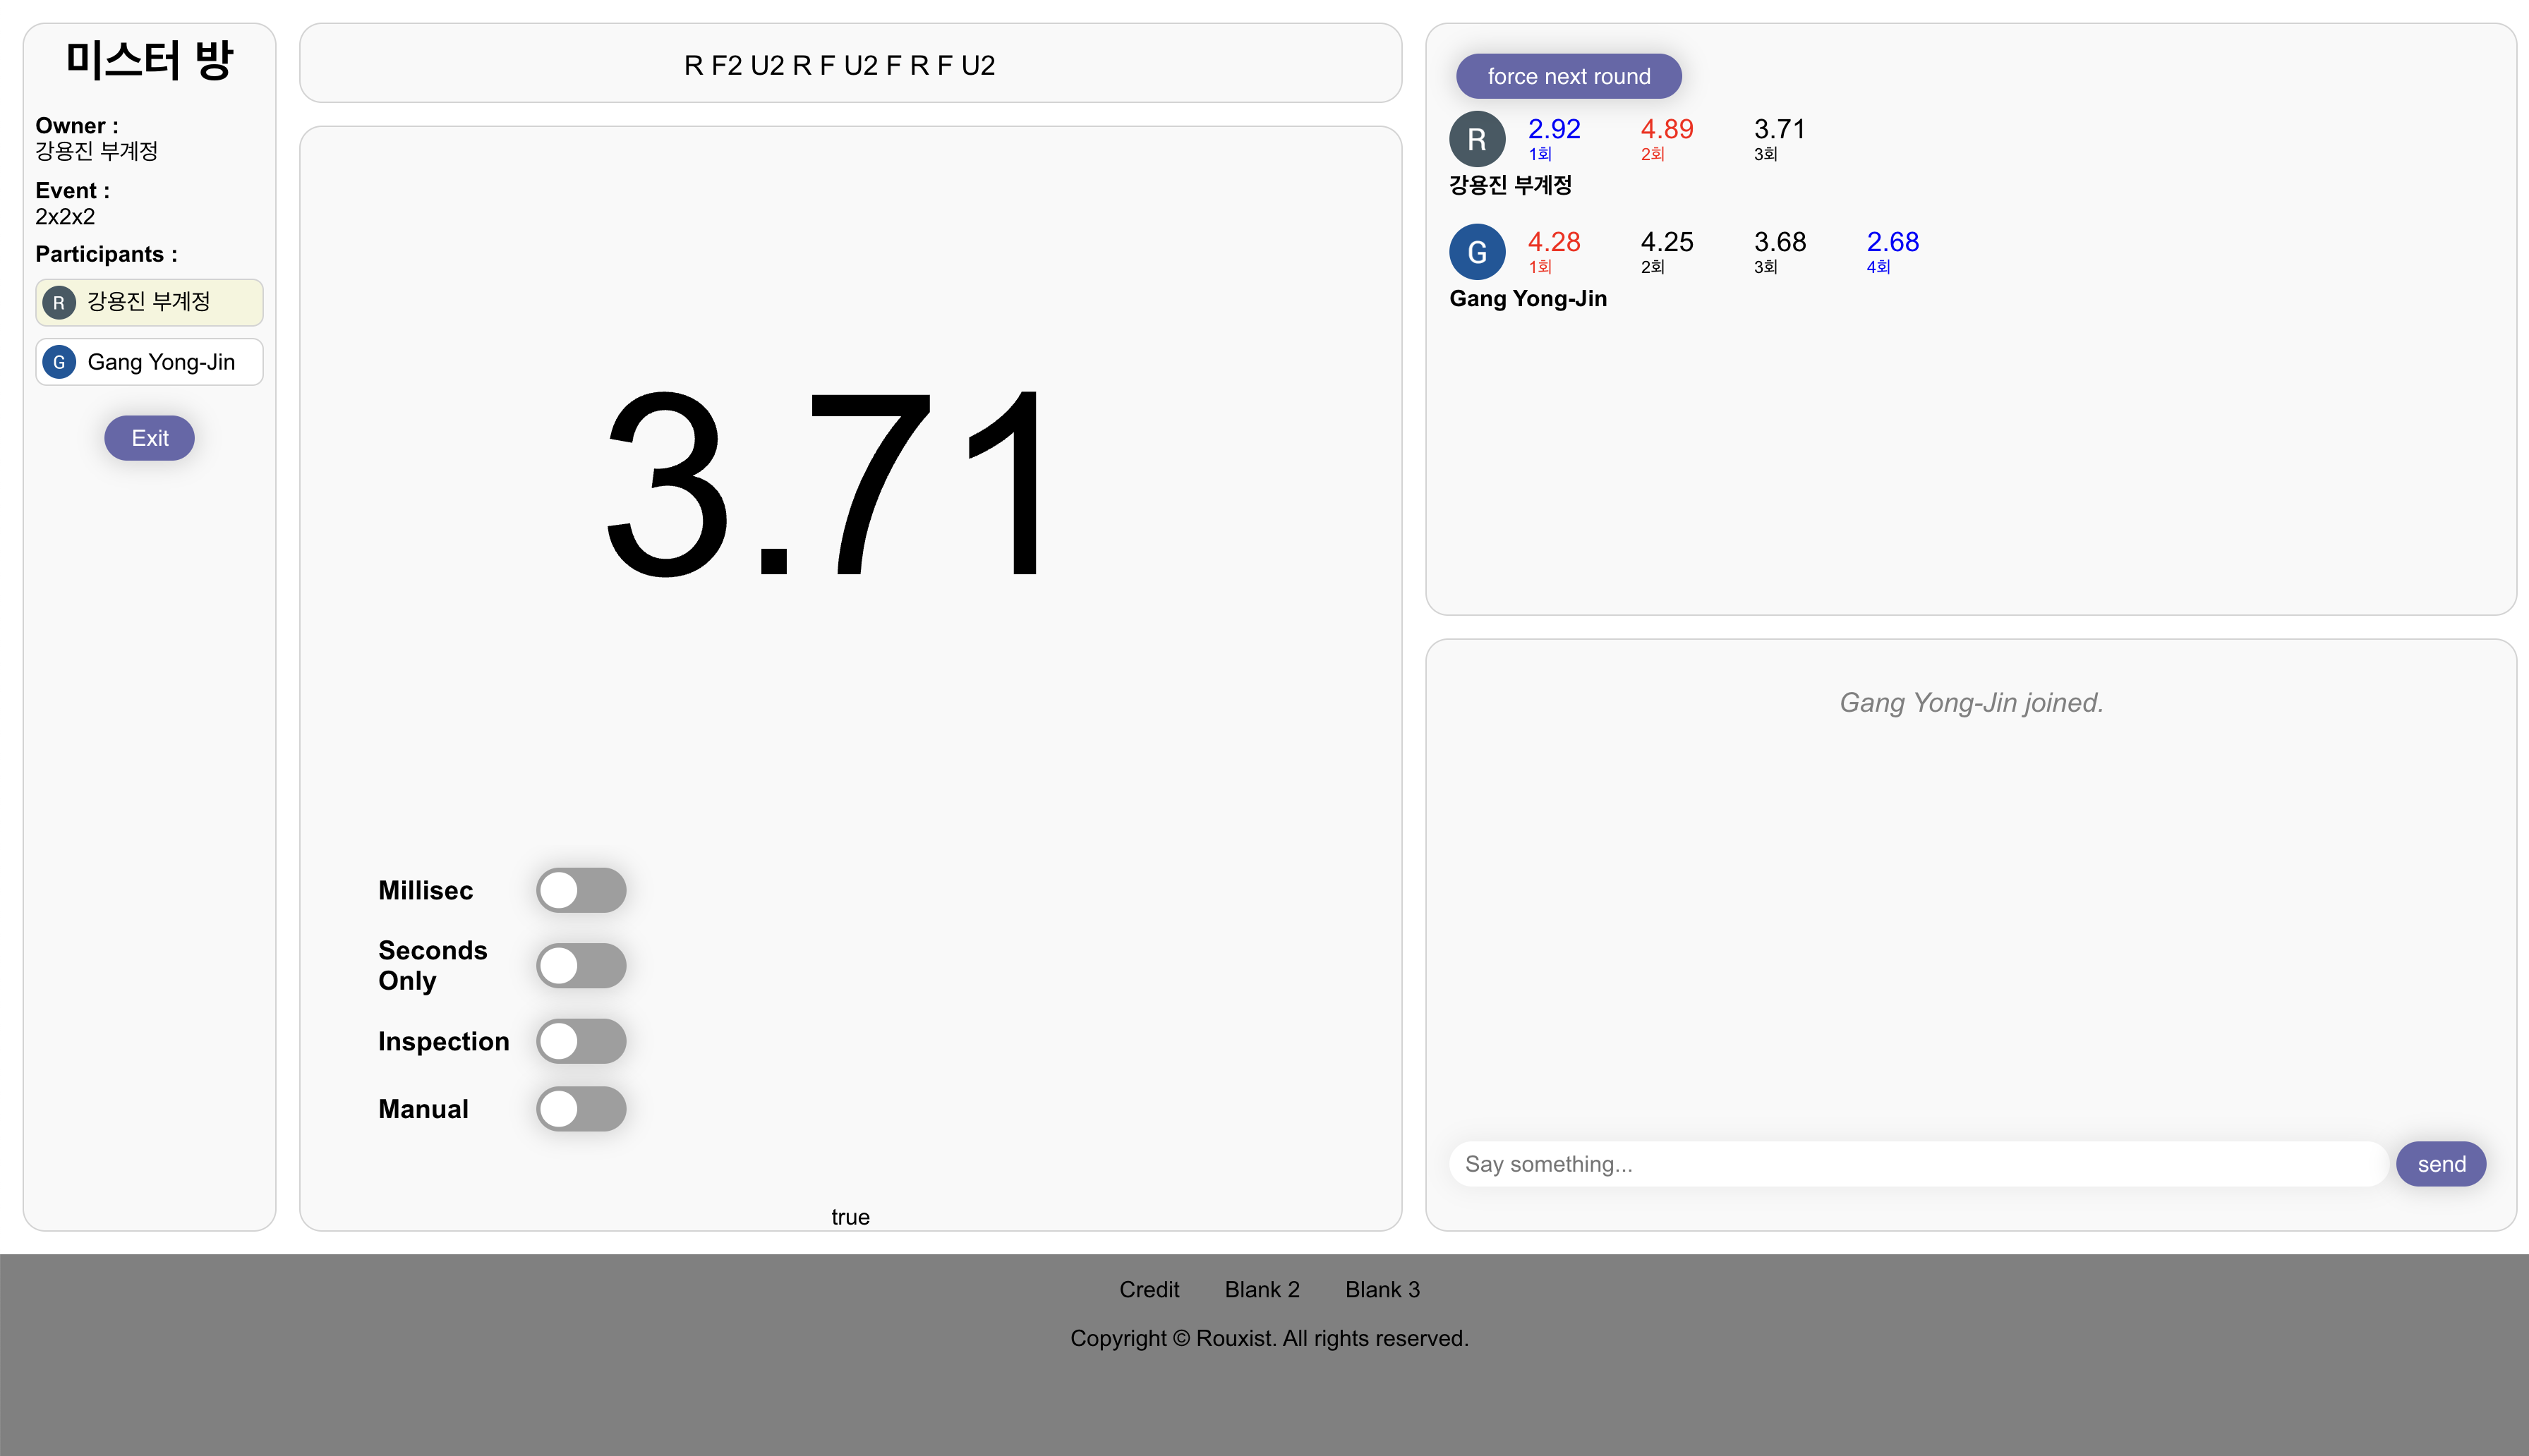 미스터 방
Owner :
강용진 부계정
Event :
2x2x2
Participants :
R 강용진 부계정
G Gang Yong-Jin
Exit
R F2 U2 R F U2 F R F U2
3.71
Millisec
Seconds
Only
Inspection
Manual
true
force next round
R 2.92 4.89 3.71
1회 2회 3회
강용진 부계정
G 4.28 4.25 3.68 2.68
1회 2회 3회 4회
Gang Yong-Jin
Gang Yong-Jin joined.
Say something... send
Credit Blank 2 Blank 3
Copyright © Rouxist. All rights reserved.